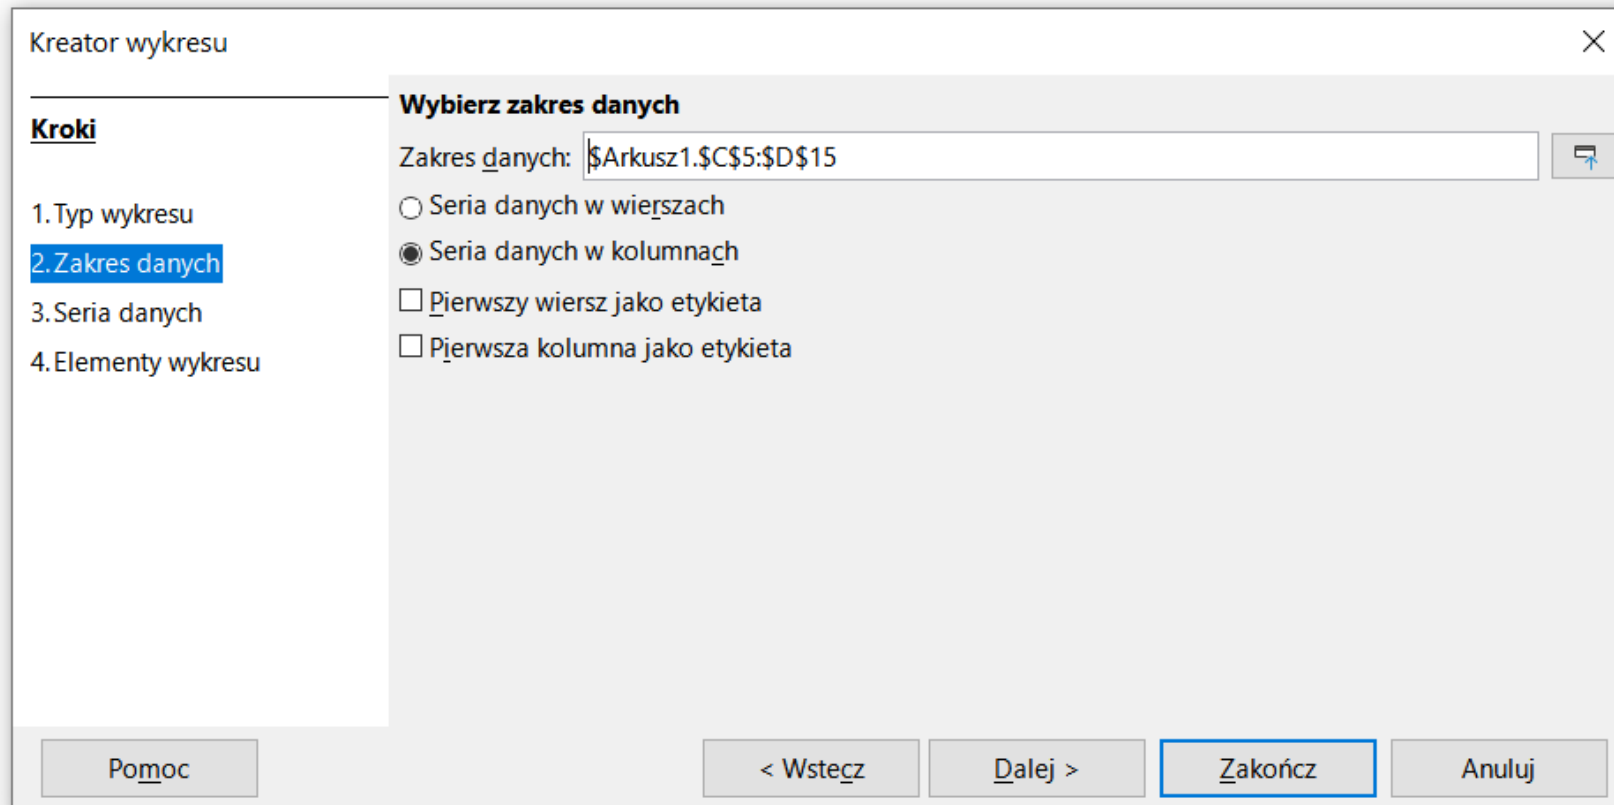 Kreator wykresu
Kroki
1. Typ wykresu
2. Zakres danych
3. Seria danych
4. Elementy wykresu
Wybierz zakres danych
Zakres danych: $Arkusz1.$C$5:$D$15
Seria danych w wierszach
Seria danych w kolumnach
Pierwszy wiersz jako etykieta
Pierwsza kolumna jako etykieta
Pomoc
< Wstecz
Dalej >
Zakończ
Anuluj